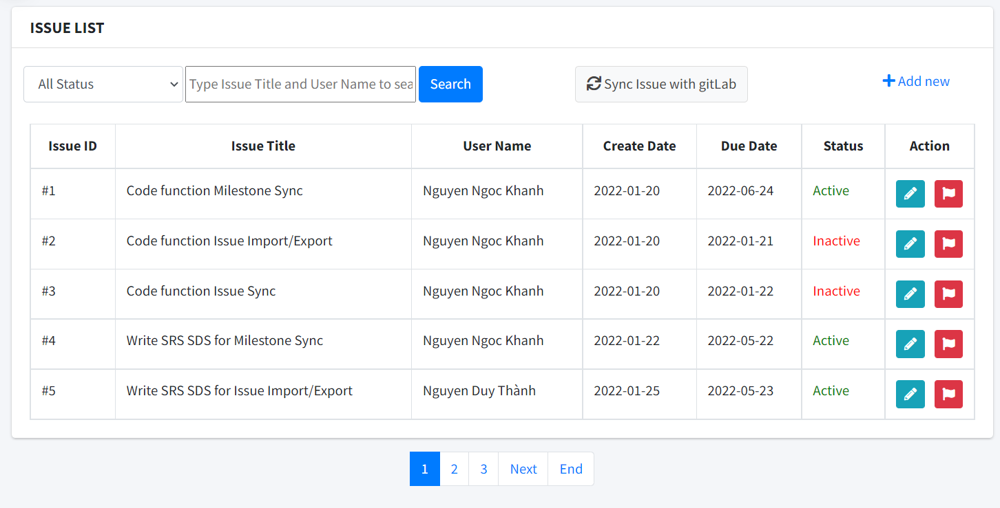 ISSUE LIST
All Status Type Issue Title and User Name to sea Search Sync Issue with gitLab Add new
Issue ID Issue Title User Name Create Date Due Date Status Action
#1 Code function Milestone Sync Nguyen Ngoc Khanh 2022-01-20 2022-06-24 Active
#2 Code function Issue Import/Export Nguyen Ngoc Khanh 2022-01-20 2022-01-21 Inactive
#3 Code function Issue Sync Nguyen Ngoc Khanh 2022-01-20 2022-01-22 Inactive
#4 Write SRS SDS for Milestone Sync Nguyen Ngoc Khanh 2022-01-22 2022-05-22 Active
#5 Write SRS SDS for Issue Import/Export Nguyen Duy Thành 2022-01-25 2022-05-23 Active
1 2 3 Next End